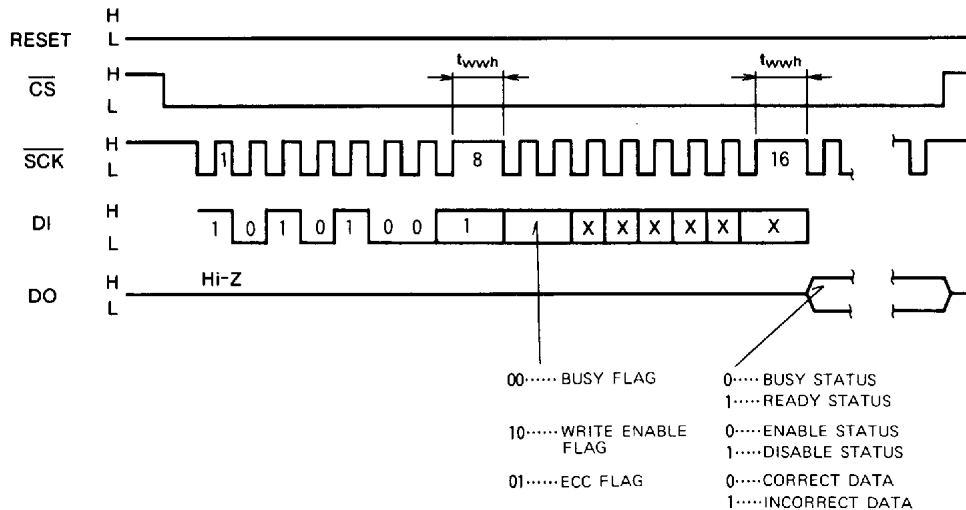 RESET H
L
CS H
L
twwh twwh
SCK H
L
1 8 16
DI H
L
1 0 1 0 1 0 0 1 X X X X X X
DO H
L
Hi-Z
00······ BUSY FLAG
0····· BUSY STATUS
1····· READY STATUS
10······ WRITE ENABLE
FLAG
0····· ENABLE STATUS
1····· DISABLE STATUS
01······ ECC FLAG
0····· CORRECT DATA
1····· INCORRECT DATA